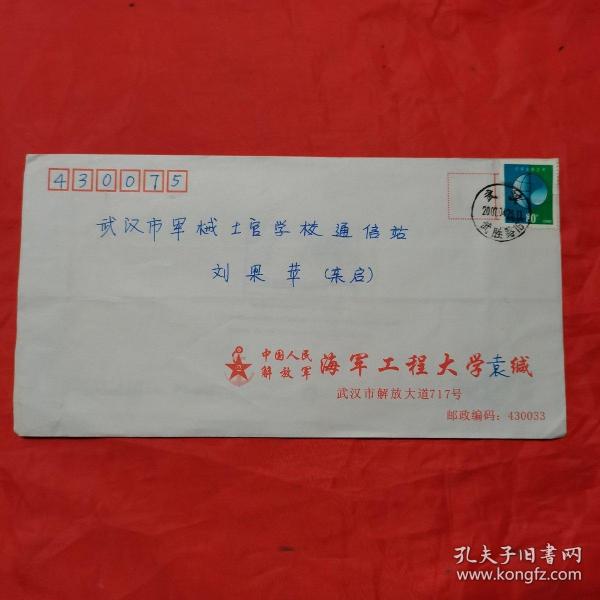 430075
武汉市军械士官学校通信站
刘果苹（亲启）
中国人民解放军 海军工程大学袁缄
武汉市解放大道717号
邮政编码：430033
孔夫子旧书网
www.kongfz.com